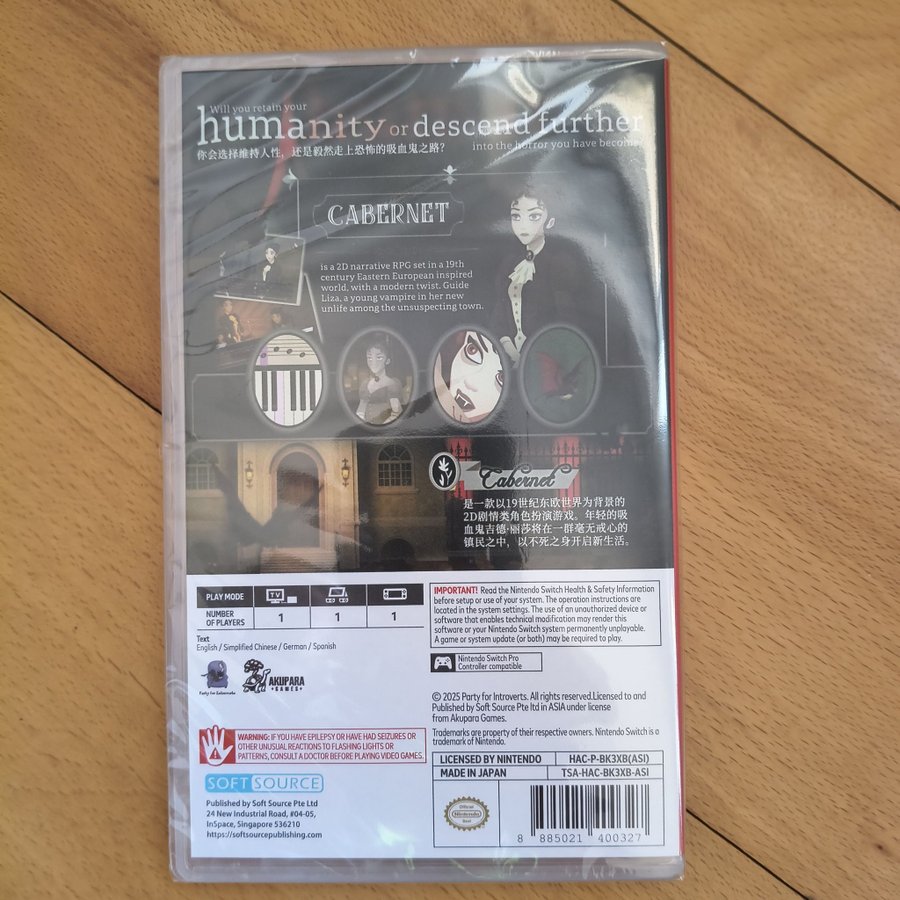 Will you retain your
humanity or descend further
into the horror you have become?
你会选择维持人性，还是毅然走上恐怖的吸血鬼之路？
CABERNET
is a 2D narrative RPG set in a 19th
century Eastern European inspired
world, with a modern twist. Guide
Liza, a young vampire in her new
unlife among the unsuspecting town.
Cabernet
是一款以19世纪东欧世界为背景的
2D剧情类角色扮演游戏。年轻的吸
血鬼吉德·丽莎将在一群毫无戒心的
镇民之中，以不死之身开启新生活。
PLAY MODE
TV
NUMBER
OF PLAYERS
1
1
1
Text
English / Simplified Chinese / German / Spanish
Party for Introverts
AKUPARA
GAMES
WARNING: IF YOU HAVE EPILEPSY OR HAVE HAD SEIZURES OR
OTHER UNUSUAL REACTIONS TO FLASHING LIGHTS OR
PATTERNS, CONSULT A DOCTOR BEFORE PLAYING VIDEO GAMES.
SOFT SOURCE
Published by Soft Source Pte Ltd
24 New Industrial Road, #04-05,
InSpace, Singapore 536210
https://softsourcepublishing.com
IMPORTANT! Read the Nintendo Switch Health & Safety Information
before setup or use of your system. The operation instructions are
located in the system settings. The use of an unauthorized device or
software that enables technical modification may render this
software or your Nintendo Switch system permanently unplayable.
A game or system update (or both) may be required to play.
Nintendo Switch Pro
Controller compatible
© 2025 Party for Introverts. All rights reserved.Licensed to and
Published by Soft Source Pte ltd in ASIA under license
from Akupara Games.
Trademarks are property of their respective owners. Nintendo Switch is a
trademark of Nintendo.
LICENSED BY NINTENDO
HAC-P-BK3XB(ASI)
MADE IN JAPAN
TSA-HAC-BK3XB-ASI
Official
Nintendo
Seal
8 885021 400327